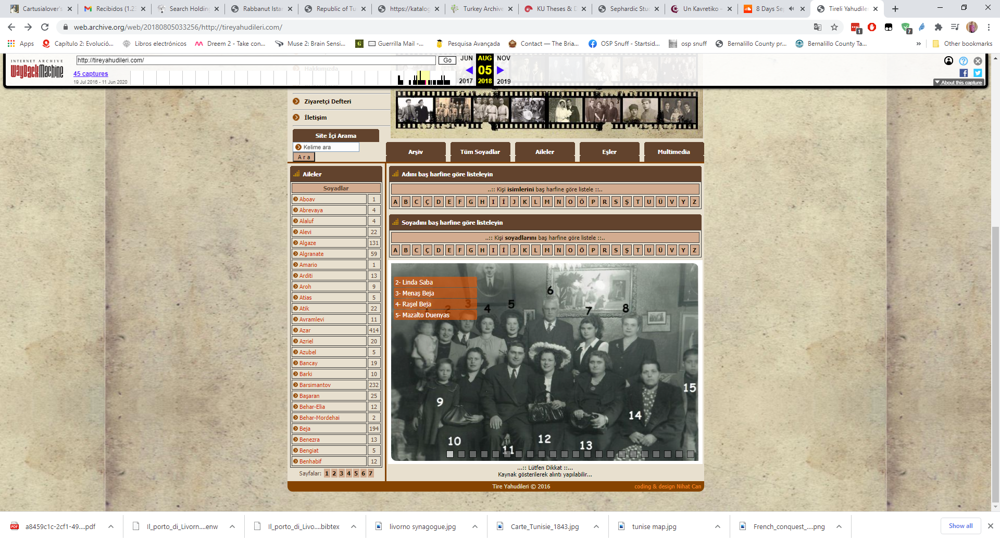 Cartusialover's
Recibidos (1.2
Search Holdin
Rabbanut Istan
Republic of Tu
https://katalog
Turkey Archive
KU Theses & D
Sephardic Stu
Un Kavretiko -
8 Days Se
Tireli Yahudile
web.archive.org/web/20180805033256/http://tireyahudileri.com/
1
7
Apps
Capítulo 2: Evolució...
Libros electrónicos
Dreem 2 - Take con...
Muse 2: Brain Sensi...
Guerrilla Mail -...
Pesquisa Avançada
Contact — The Bria...
OSP Snuff - Startsid...
osp snuff
Bernalillo County pr...
Bernalillo County Ta...
»
Other bookmarks
INTERNET ARCHIVE
WayBackMachine
http://tireyahudileri.com/
Go
JUN
AUG
NOV
45 captures
05
19 Jul 2016 - 11 Jun 2020
2017
2018
2019
About this capture
Hakkımızda
Ziyaretçi Defteri
İletişim
Site İçi Arama
Kelime ara
A r a
Arşiv
Tüm Soyadlar
Aileler
Eşler
Multimedia
Aileler
Soyadlar
Aboav 1
Abrevaya 4
Alaluf 4
Alevi 22
Algaze 131
Algranate 59
Amario 1
Arditi 13
Aroh 9
Atias 5
Atik 22
Avramlevi 11
Azar 414
Azriel 20
Azubel 5
Bancay 19
Barki 10
Barsimantov 232
Başaran 25
Behar-Elia 12
Behar-Mordehai 2
Beja 194
Benezra 13
Bengiat 5
Benhabif 12
Sayfalar: 1 2 3 4 5 6 7
Adını baş harfine göre listeleyin
..:: Kişi isimlerini baş harfine göre listele ::..
A B C Ç D E F G H I İ J K L M N O Ö P R S Ş T U Ü V Y Z
Soyadını baş harfine göre listeleyin
..:: Kişi soyadlarını baş harfine göre listele ::..
A B C Ç D E F G H I İ J K L M N O Ö P R S Ş T U Ü V Y Z
2- Linda Saba
3- Menaş Beja
4- Raşel Beja
5- Mazalto Duenyas
2
3
4
5
6
7
8
9
10
11
12
13
14
15
...:: Lütfen Dikkat ::...
Kaynak gösterilerek alıntı yapılabilir...
Tire Yahudileri © 2016
coding & design Nihat Can
a8459c1c-2cf1-49....pdf
Il_porto_di_Livorn....enw
Il_porto_di_Livo....bibtex
livorno synagogue.jpg
Carte_Tunisie_1843.jpg
tunise map.jpg
French_conquest_....png
Show all